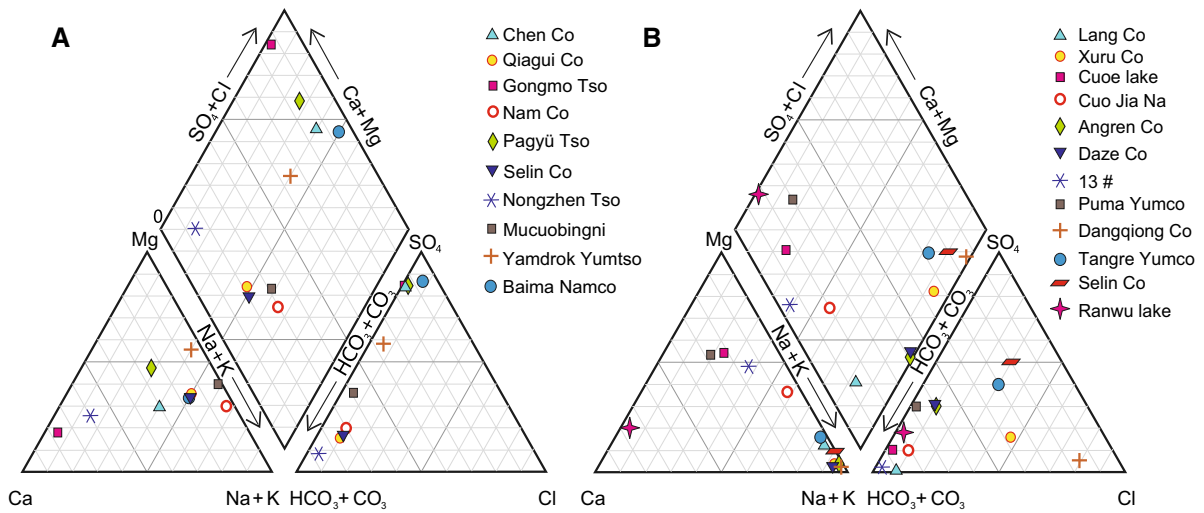 A
SO₄+Cl
Ca+Mg
0
Mg
SO₄
Na+K
HCO₃+CO₃
Ca
Na+K
HCO₃+CO₃
Cl
Chen Co
Qiagui Co
Gongmo Tso
Nam Co
Pagyü Tso
Selin Co
Nongzhen Tso
Mucuobingni
Yamdrok Yumtso
Baima Namco
B
SO₄+Cl
Ca+Mg
Mg
SO₄
Na+K
HCO₃+CO₃
Ca
Na+K
HCO₃+CO₃
Cl
Lang Co
Xuru Co
Cuoe lake
Cuo Jia Na
Angren Co
Daze Co
13 #
Puma Yumco
Dangqiong Co
Tangre Yumco
Selin Co
Ranwu lake